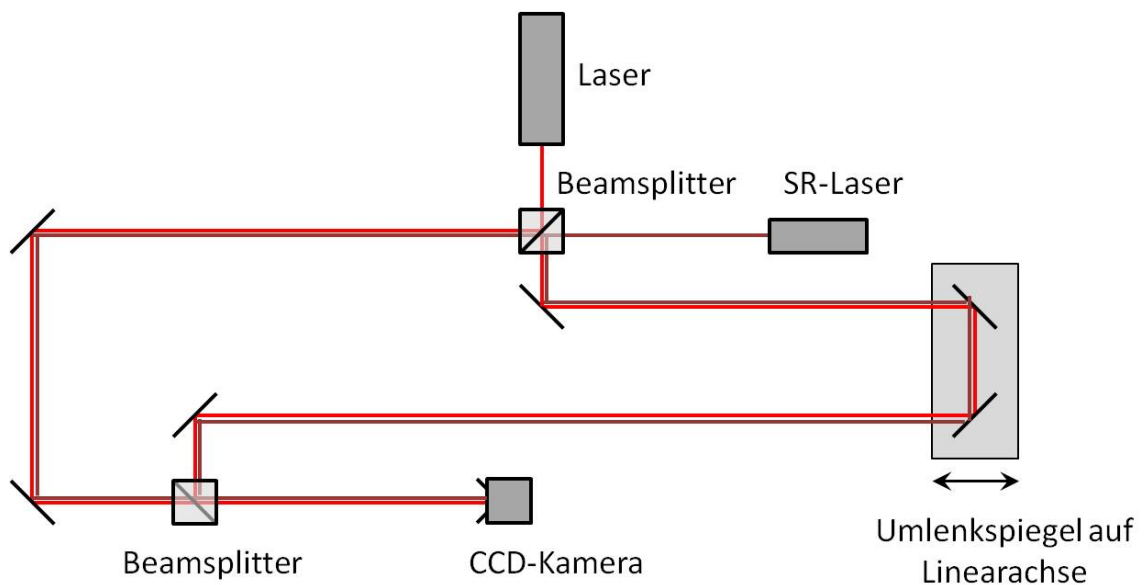 Laser
Beamsplitter
SR-Laser
Beamsplitter
CCD-Kamera
Umlenkspiegel auf
Linearachse